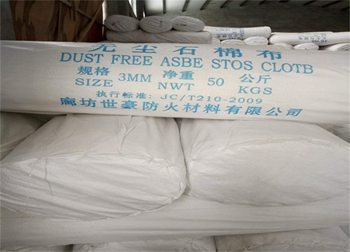 无尘石棉布
DUST FREE ASBE STOS CLOTB
规格 3MM 净重 50 公斤
SIZE NWT KGS
执行标准: JC/T210-2009
廊坊世豪防火材料有限公司